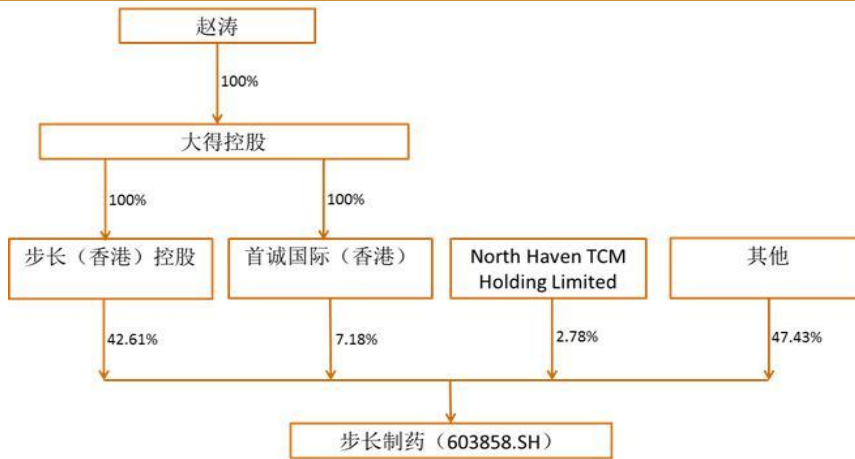 赵涛
100%
大得控股
100%
100%
步长（香港）控股
首诚国际（香港）
North Haven TCM
Holding Limited
其他
42.61%
7.18%
2.78%
47.43%
步长制药（603858.SH）